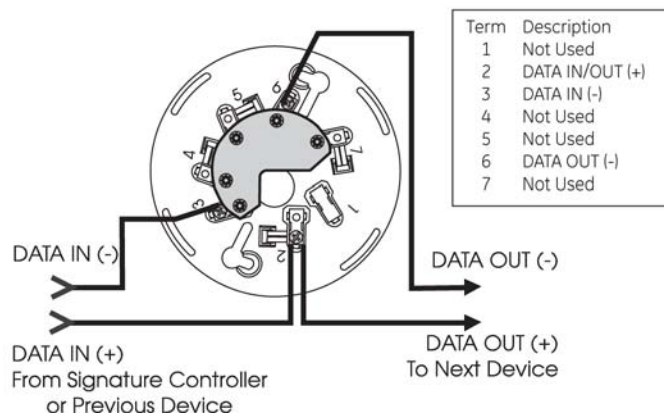 Term Description
1 Not Used
2 DATA IN/OUT (+)
3 DATA IN (-)
4 Not Used
5 Not Used
6 DATA OUT (-)
7 Not Used
6
5
7
4
1
3
2
DATA IN (-)
DATA OUT (-)
DATA IN (+)
From Signature Controller
or Previous Device
DATA OUT (+)
To Next Device